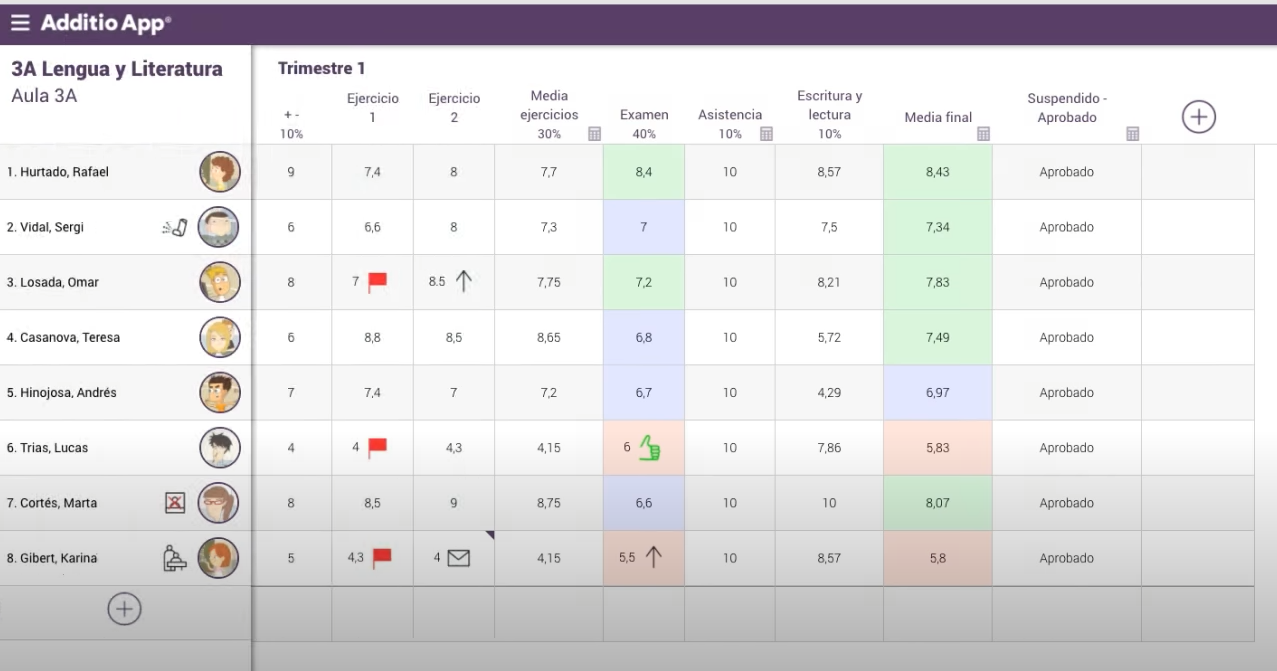 Additio App®
3A Lengua y Literatura
Aula 3A
Trimestre 1
+ - 10%
Ejercicio 1
Ejercicio 2
Media ejercicios 30%
Examen 40%
Asistencia 10%
Escritura y lectura 10%
Media final
Suspendido - Aprobado
1. Hurtado, Rafael 9 7,4 8 7,7 8,4 10 8,57 8,43 Aprobado
2. Vidal, Sergi 6 6,6 8 7,3 7 10 7,5 7,34 Aprobado
3. Losada, Omar 8 7 8.5 7,75 7,2 10 8,21 7,83 Aprobado
4. Casanova, Teresa 6 8,8 8,5 8,65 6,8 10 5,72 7,49 Aprobado
5. Hinojosa, Andrés 7 7,4 7 7,2 6,7 10 4,29 6,97 Aprobado
6. Trias, Lucas 4 4 4,3 4,15 6 10 7,86 5,83 Aprobado
7. Cortés, Marta 8 8,5 9 8,75 6,6 10 10 8,07 Aprobado
8. Gibert, Karina 5 4,3 4 4,15 5,5 10 8,57 5,8 Aprobado